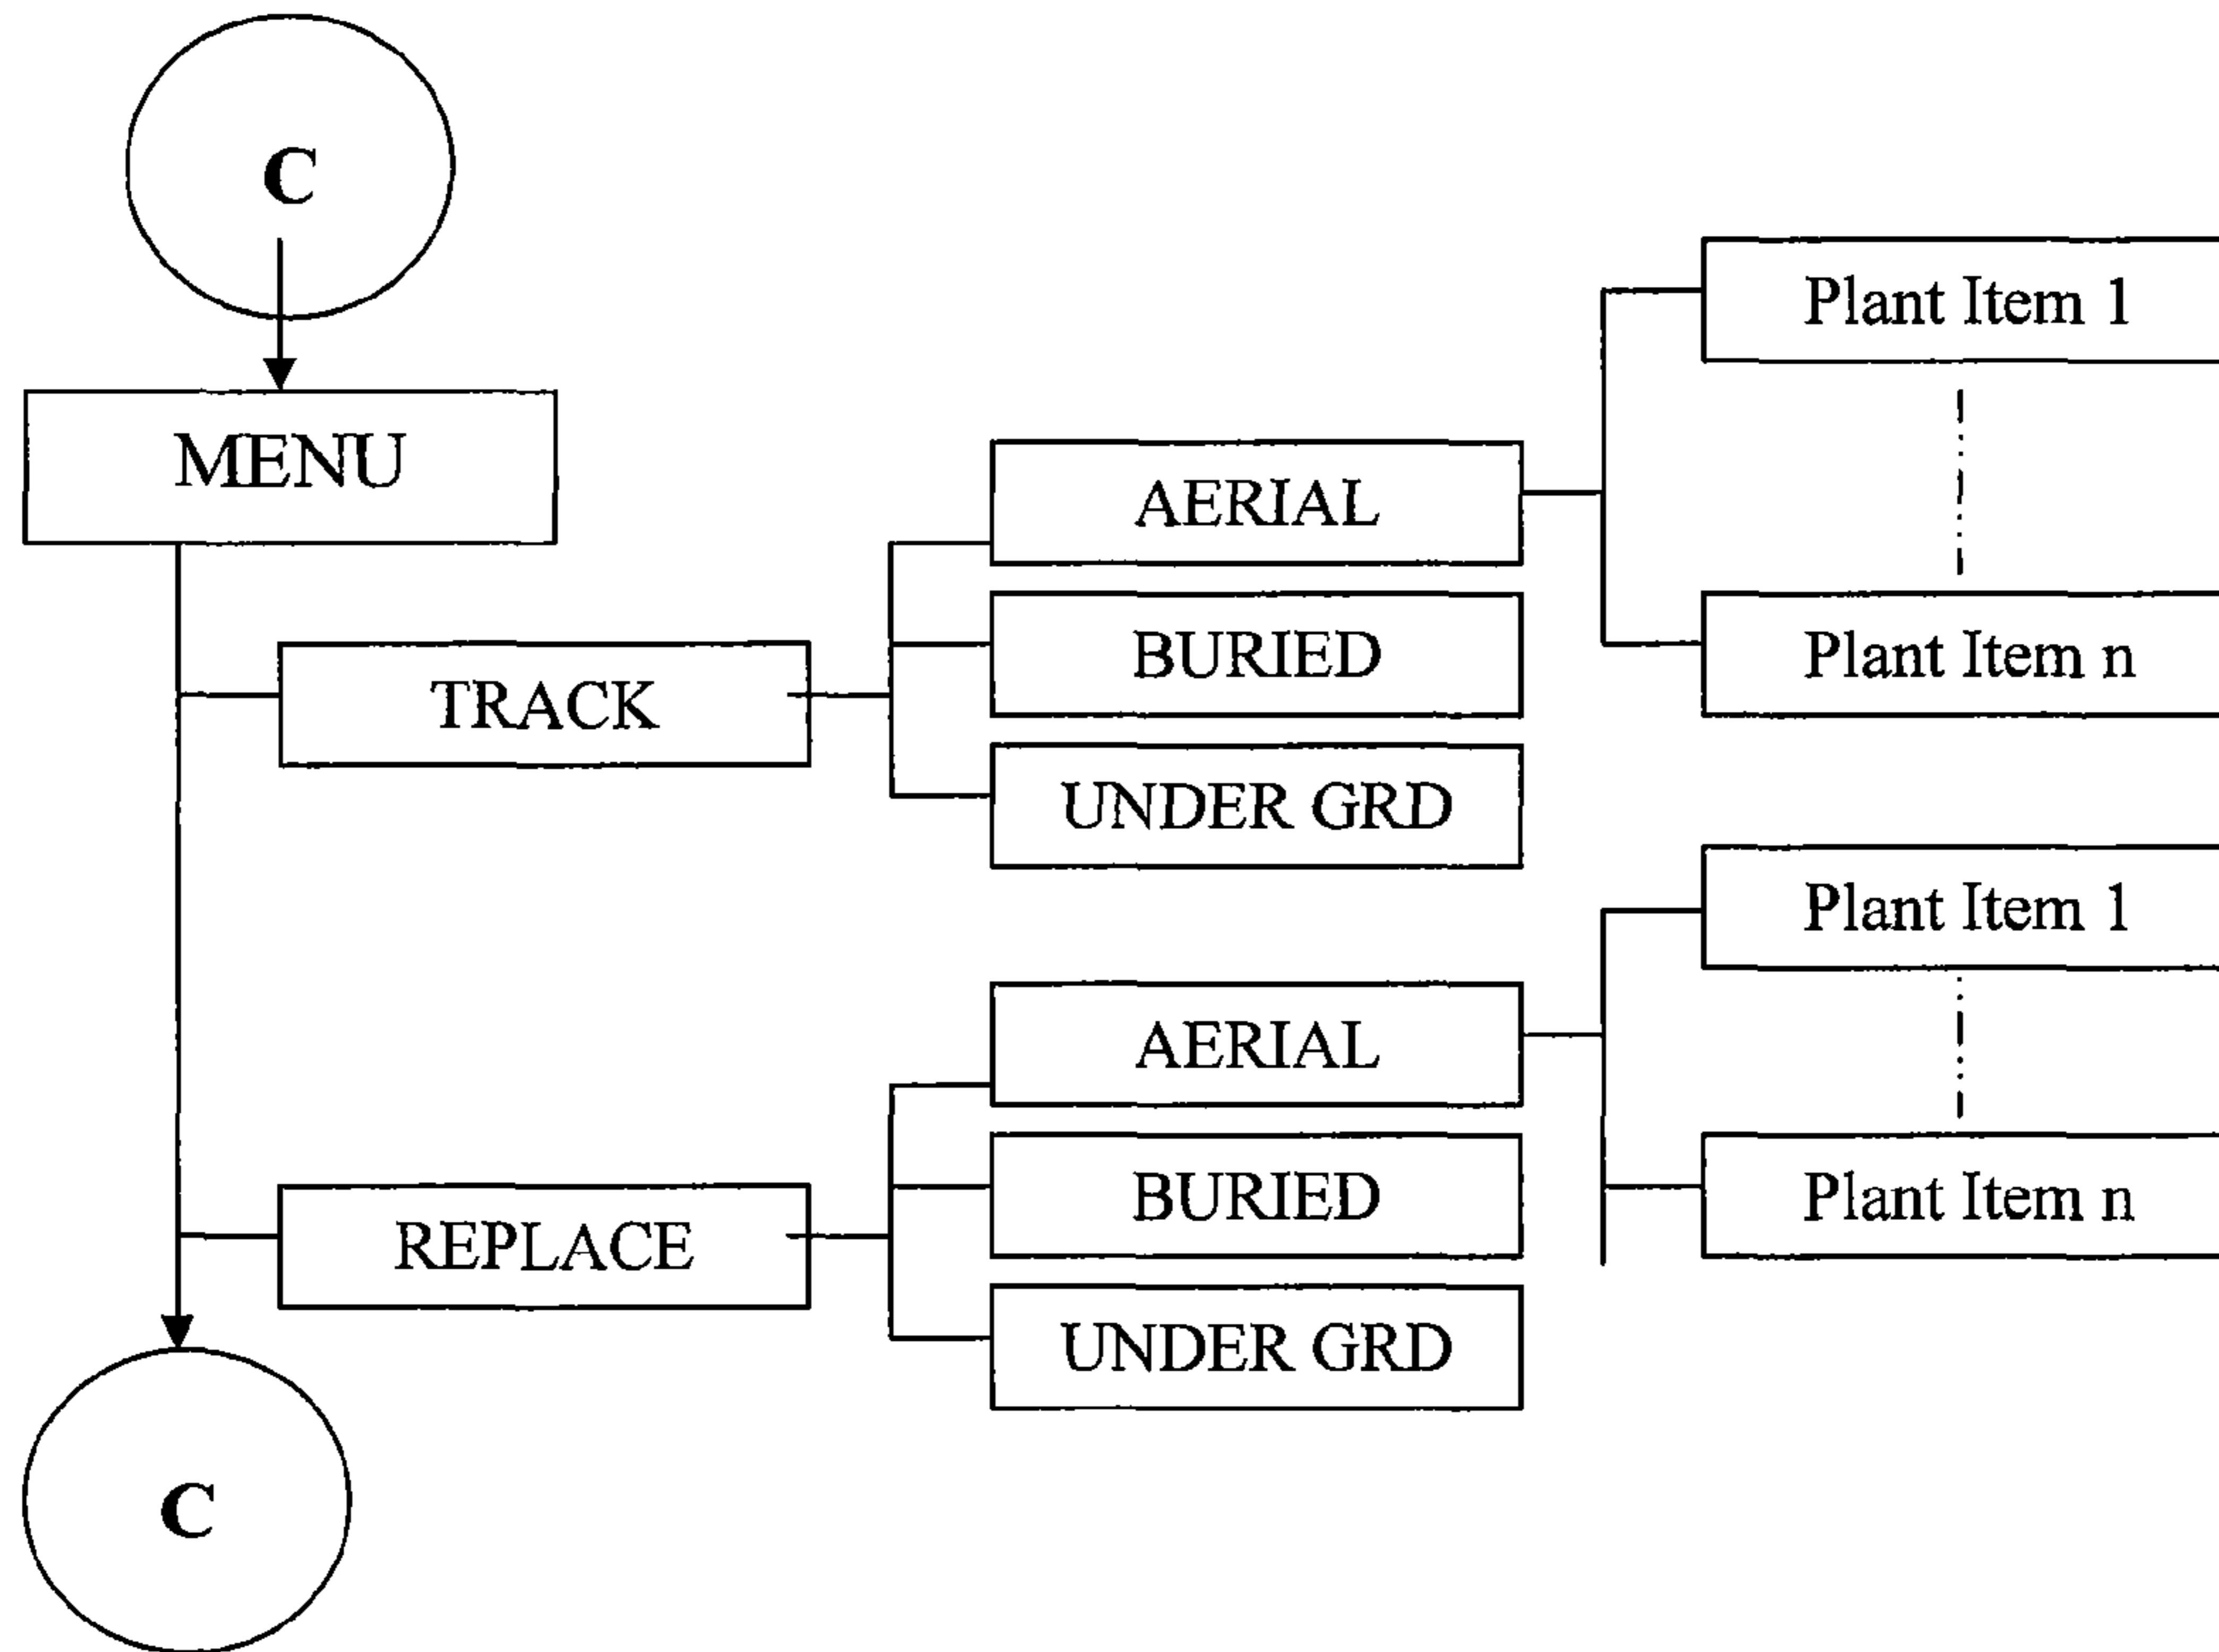 C
MENU
TRACK
AERIAL
BURIED
UNDER GRD
Plant Item 1
Plant Item n
REPLACE
AERIAL
BURIED
UNDER GRD
Plant Item 1
Plant Item n
C